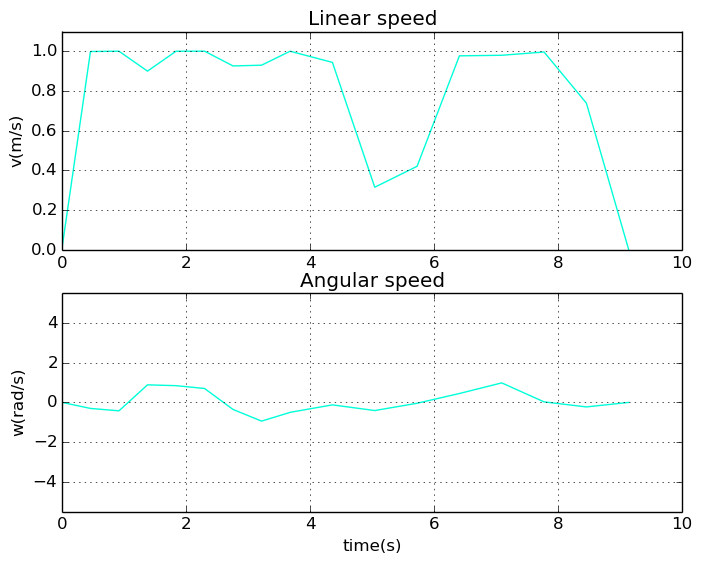 Linear speed
1.0
0.8
0.6
0.4
0.2
0.0
v(m/s)
0 2 4 6 8 10
Angular speed
4
2
0
−2
−4
w(rad/s)
0 2 4 6 8 10
time(s)